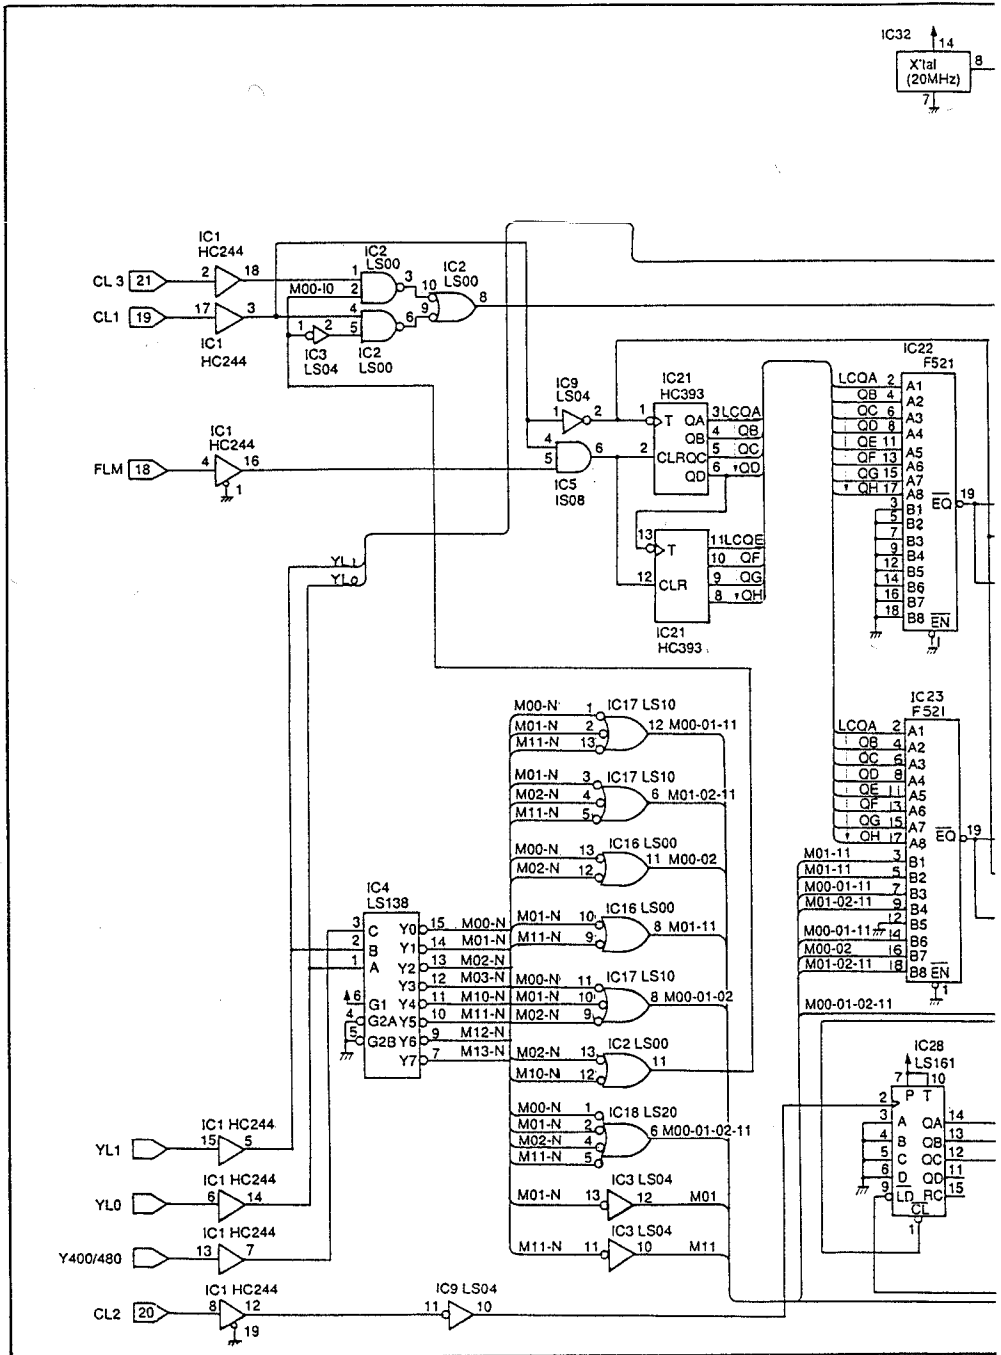 IC32
14
X'tal
(20MHz)
8
7
IC1
HC244
CL3 21 2 18
IC2
LS00
1
2
3
M00-I0
IC2
LS00
10
9
8
CL1 19 17 3
IC1
HC244
4
5
6
1 2
IC3
LS04
IC2
LS00
IC9
LS04
1 2
IC21
HC393
1 T QA 3 LCQA
QB 4 QB
2 CLR QC 5 QC
QD 6 QD
IC1
HC244
FLM 18 4 16
1
4
5
6
IC5
IS08
13 T
11 LCQE
10 QF
12 CLR 9 QG
8 QH
IC21
HC393
IC22
F521
LCQA 2 A1
QB 4 A2
QC 6 A3
QD 8 A4
QE 11 A5
QF 13 A6
QG 15 A7
QH 17 A8
EQ 19
3 B1
5 B2
7 B3
9 B4
12 B5
14 B6
16 B7
18 B8
EN
1
YL1
YL0
IC23
F521
LCQA 2 A1
QB 4 A2
QC 6 A3
QD 8 A4
QE 11 A5
QF 13 A6
QG 15 A7
QH 17 A8
EQ 19
M01-11 3 B1
M01-11 5 B2
M00-01-11 7 B3
M01-02-11 9 B4
12 B5
M00-01-11 14 B6
M00-02 16 B7
M01-02-11 18 B8
EN
1
M00-01-02-11
IC17 LS10
M00-N 1
M01-N 2
M11-N 13
12 M00-01-11
IC17 LS10
M01-N 3
M02-N 4
M11-N 5
6 M01-02-11
IC16 LS00
M00-N 13
M02-N 12
11 M00-02
IC16 LS00
M01-N 10
M11-N 9
8 M01-11
IC17 LS10
M00-N 11
M01-N 10
M02-N 9
8 M00-01-02
IC2 LS00
M02-N 13
M10-N 12
11
IC18 LS20
M00-N 1
M01-N 2
M02-N 4
M11-N 5
6 M00-01-02-11
IC3 LS04
M01-N 13 12 M01
IC3 LS04
M11-N 11 10 M11
IC4
LS138
3 C Y0 15 M00-N
2 B Y1 14 M01-N
1 A Y2 13 M02-N
Y3 12 M03-N
6 G1 Y4 11 M10-N
4 G2A Y5 10 M11-N
5 G2B Y6 9 M12-N
Y7 7 M13-N
IC28
LS161
7 10
P T
2
3 A QA 14
4 B QB 13
5 C QC 12
6 D QD 11
9 LD RC 15
CL
1
IC1 HC244
YL1 15 5
IC1 HC244
YL0 6 14
IC1 HC244
Y400/480 13 7
IC1 HC244
CL2 20 8 12
19
IC9 LS04
11 10